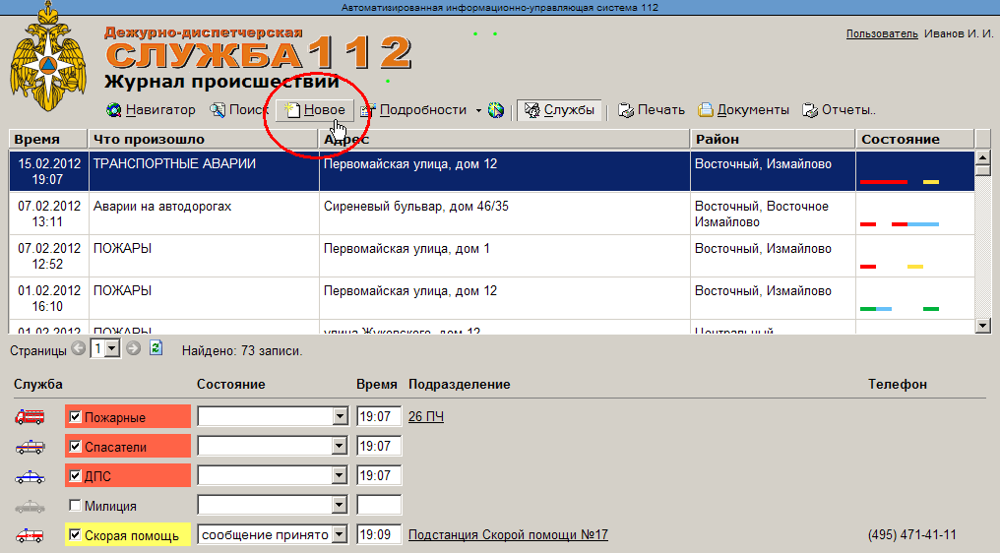 Автоматизированная информационно-управляющая система 112
Дежурно-диспетчерская
СЛУЖБА 112
Журнал происшествий
Пользователь Иванов И. И.
Навигатор Поиск Новое Подробности Службы Печать Документы Отчеты..
Время Что произошло Адрес Район Состояние
15.02.2012 ТРАНСПОРТНЫЕ АВАРИИ Первомайская улица, дом 12 Восточный, Измайлово
19:07
07.02.2012 Аварии на автодорогах Сиреневый бульвар, дом 46/35 Восточный, Восточное
13:11 Измайлово
07.02.2012 ПОЖАРЫ Первомайская улица, дом 1 Восточный, Измайлово
12:52
01.02.2012 ПОЖАРЫ Первомайская улица, дом 12 Восточный, Измайлово
16:10
01.02.2012 ПОЖАРЫ улица Жуковского, дом 12 Центральный,
Страницы 1 Найдено: 73 записи.
Служба Состояние Время Подразделение Телефон
Пожарные 19:07 26 ПЧ
Спасатели 19:07
ДПС 19:07
Милиция
Скорая помощь сообщение принято 19:09 Подстанция Скорой помощи №17 (495) 471-41-11